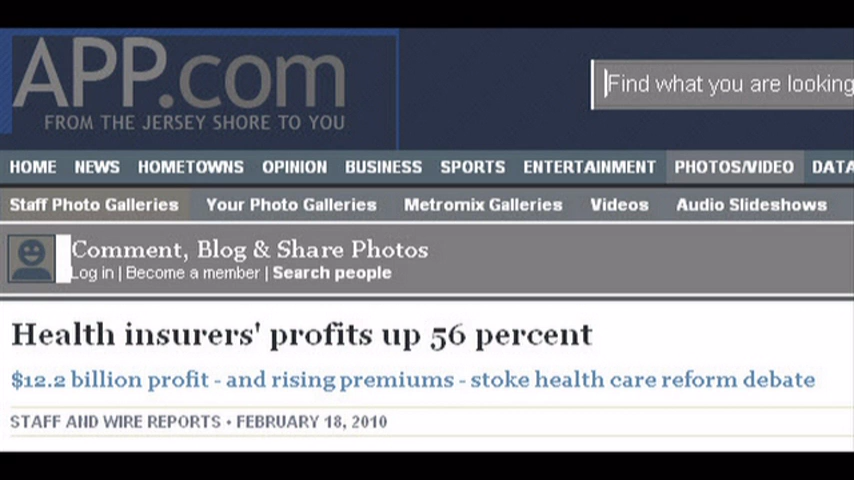 APP.com
FROM THE JERSEY SHORE TO YOU
Find what you are looking
HOME NEWS HOMETOWNS OPINION BUSINESS SPORTS ENTERTAINMENT PHOTOS/VIDEO DATA
Staff Photo Galleries Your Photo Galleries Metromix Galleries Videos Audio Slideshows
Comment, Blog & Share Photos
Log in | Become a member | Search people
Health insurers' profits up 56 percent
$12.2 billion profit - and rising premiums - stoke health care reform debate
STAFF AND WIRE REPORTS • FEBRUARY 18, 2010